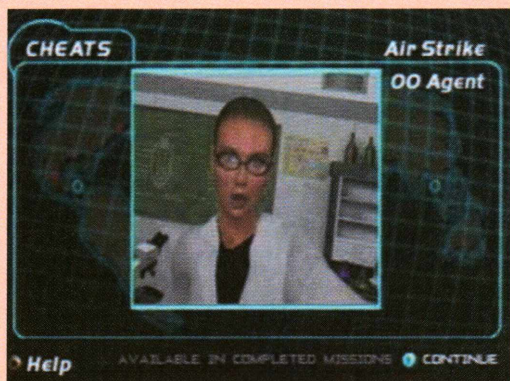 CHEATS
Air Strike
00 Agent
Help
AVAILABLE IN COMPLETED MISSIONS
CONTINUE